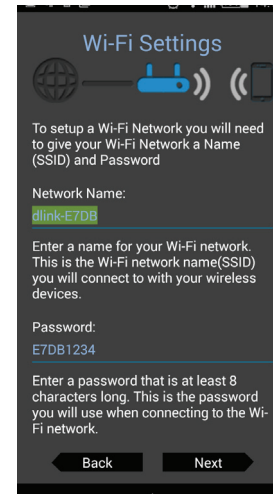 Wi-Fi Settings
To setup a Wi-Fi Network you will need
to give your Wi-Fi Network a Name
(SSID) and Password
Network Name:
dlink-E7DB
Enter a name for your Wi-Fi network.
This is the Wi-Fi network name(SSID)
you will connect to with your wireless
devices.
Password:
E7DB1234
Enter a password that is at least 8
characters long. This is the password
you will use when connecting to the Wi-
Fi network.
Back Next